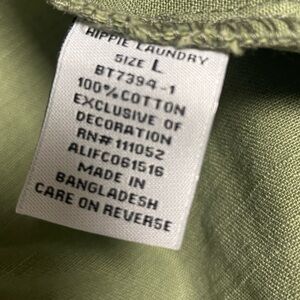 HIPPIE LAUNDRY
SIZE L
BT7394-1
100%COTTON
EXCLUSIVE OF
DECORATION
RN#111052
ALIFC061516
MADE IN
BANGLADESH
CARE ON REVERSE